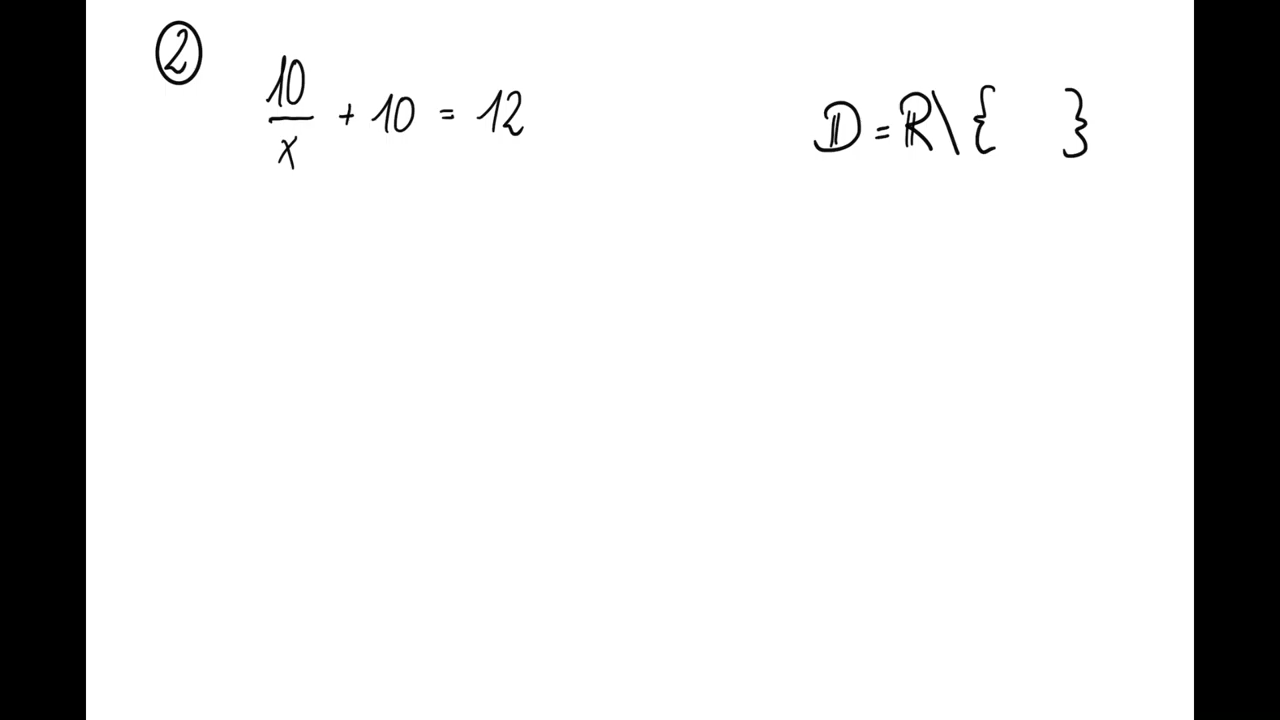 ② 10/x + 10 = 12
𝔻 = ℝ\{ }